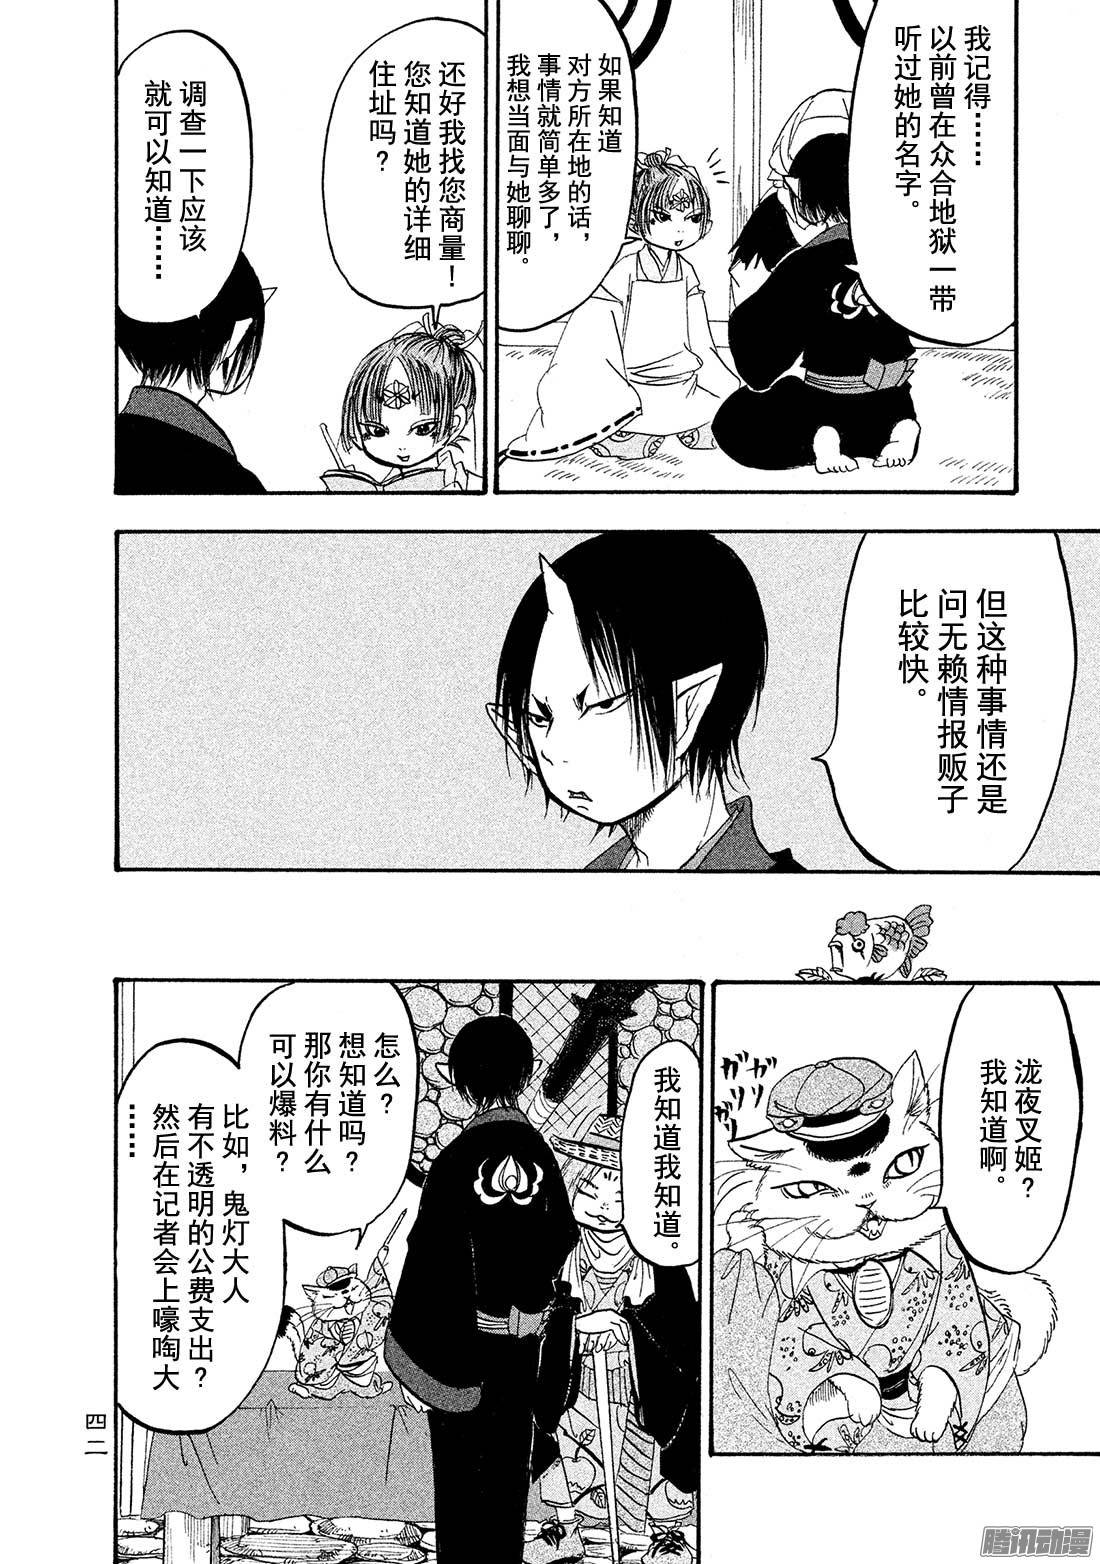 我记得……
以前曾在众合地狱一带
听过她的名字。
如果知道
对方所在地的话，
事情就简单多了，
我想当面与她聊聊。
还好我找您商量！
您知道她的详细
住址吗？
调查一下应该
就可以知道……
但这种事情还是
问无赖情报贩子
比较快。
泷夜叉姬？
我知道啊。
ガガ
ガリガリ
我知道我知道。
怎么？
想知道吗？
那你有什么
可以爆料？
比如，鬼灯大人
有不透明的公费支出？
然后在记者会上嚎啕大
……
四二
腾讯动漫